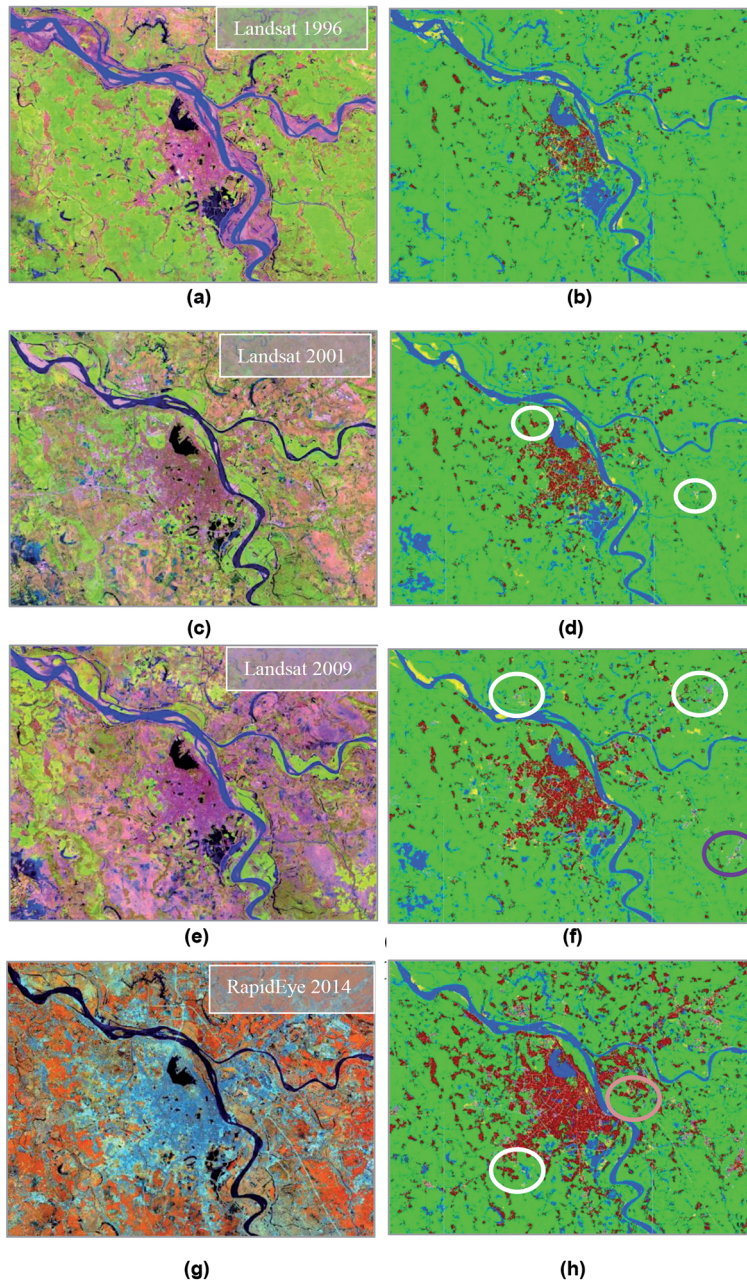 Landsat 1996
(a)
(b)
Landsat 2001
(c)
(d)
Landsat 2009
(e)
(f)
RapidEye 2014
(g)
(h)